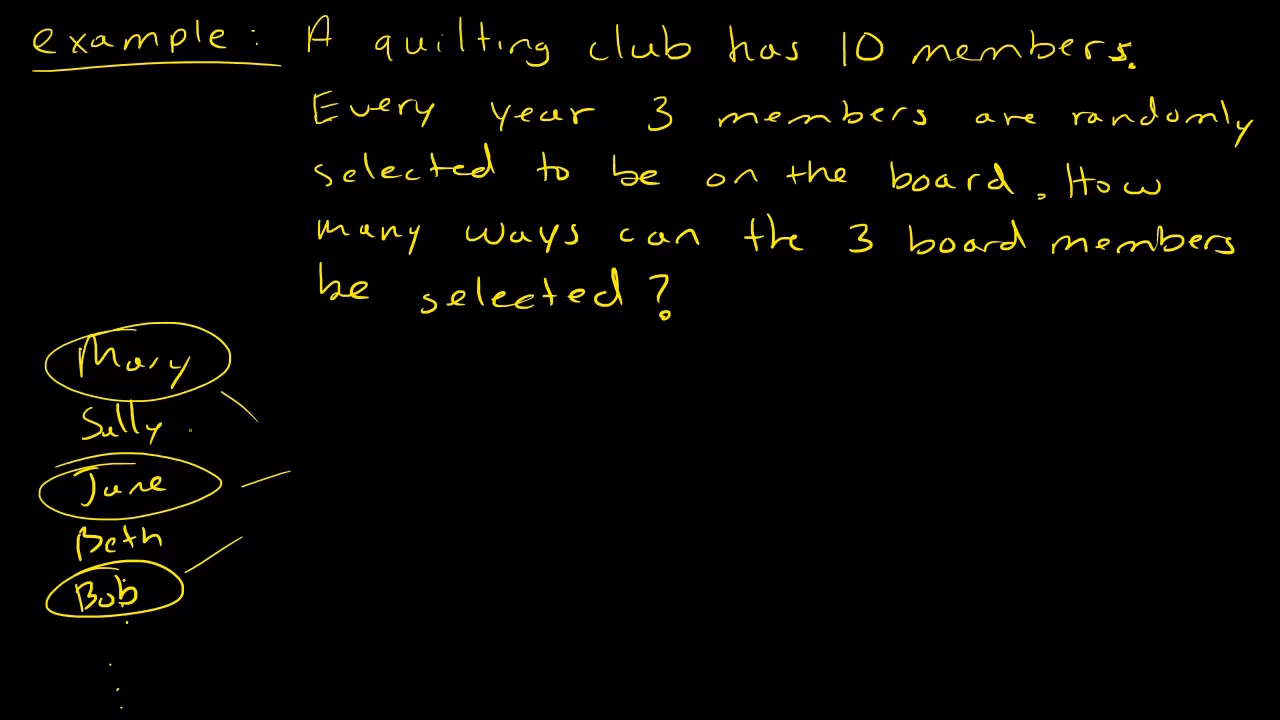 example: A quilting club has 10 members.
Every year 3 members are randomly
selected to be on the board. How
many ways can the 3 board members
be selected?
Mary
Sally
June
Beth
Bob